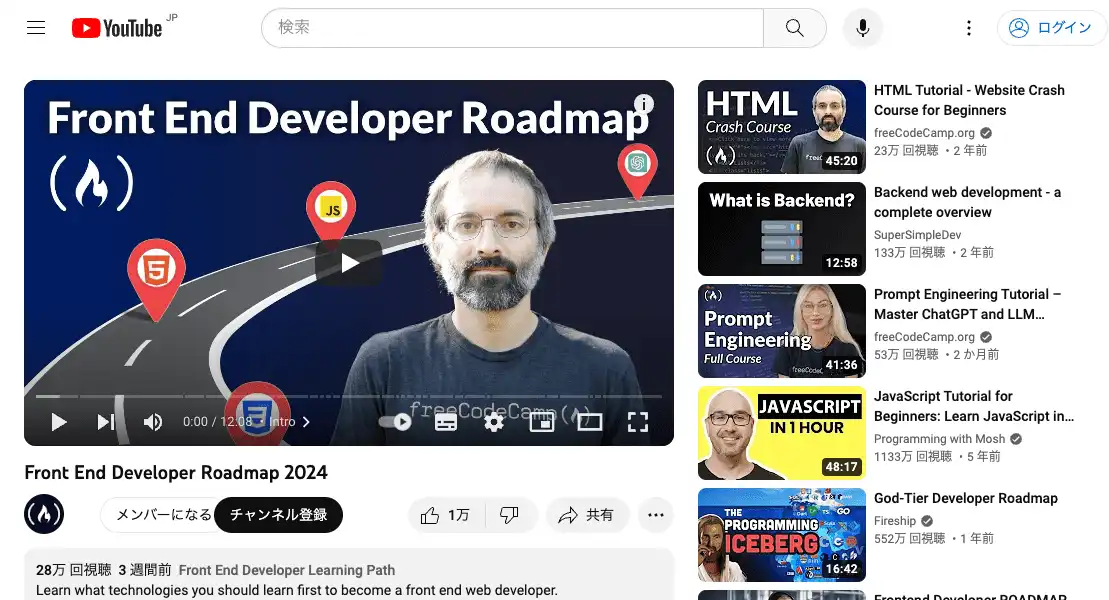 YouTube JP
検索
ログイン
Front End Developer Roadmap
JS
freeCodeCamp
0:00 / 12:08 • Intro
Front End Developer Roadmap 2024
メンバーになる
チャンネル登録
1万
共有
28万 回視聴 3 週間前 Front End Developer Learning Path
Learn what technologies you should learn first to become a front end web developer.
HTML
Crash Course
45:20
HTML Tutorial - Website Crash
Course for Beginners
freeCodeCamp.org
23万 回視聴 ・2 年前
What is Backend?
12:58
Backend web development - a
complete overview
SuperSimpleDev
133万 回視聴 ・2 年前
Prompt
Engineering
Full Course
41:36
Prompt Engineering Tutorial –
Master ChatGPT and LLM…
freeCodeCamp.org
53万 回視聴 ・2 か月前
JAVASCRIPT
IN 1 HOUR
48:17
JavaScript Tutorial for
Beginners: Learn JavaScript in…
Programming with Mosh
1133万 回視聴 ・5 年前
THE
PROGRAMMING
ICEBERG
GO
16:42
God-Tier Developer Roadmap
Fireship
552万 回視聴 ・1 年前
Frontend Developer ROADMAP